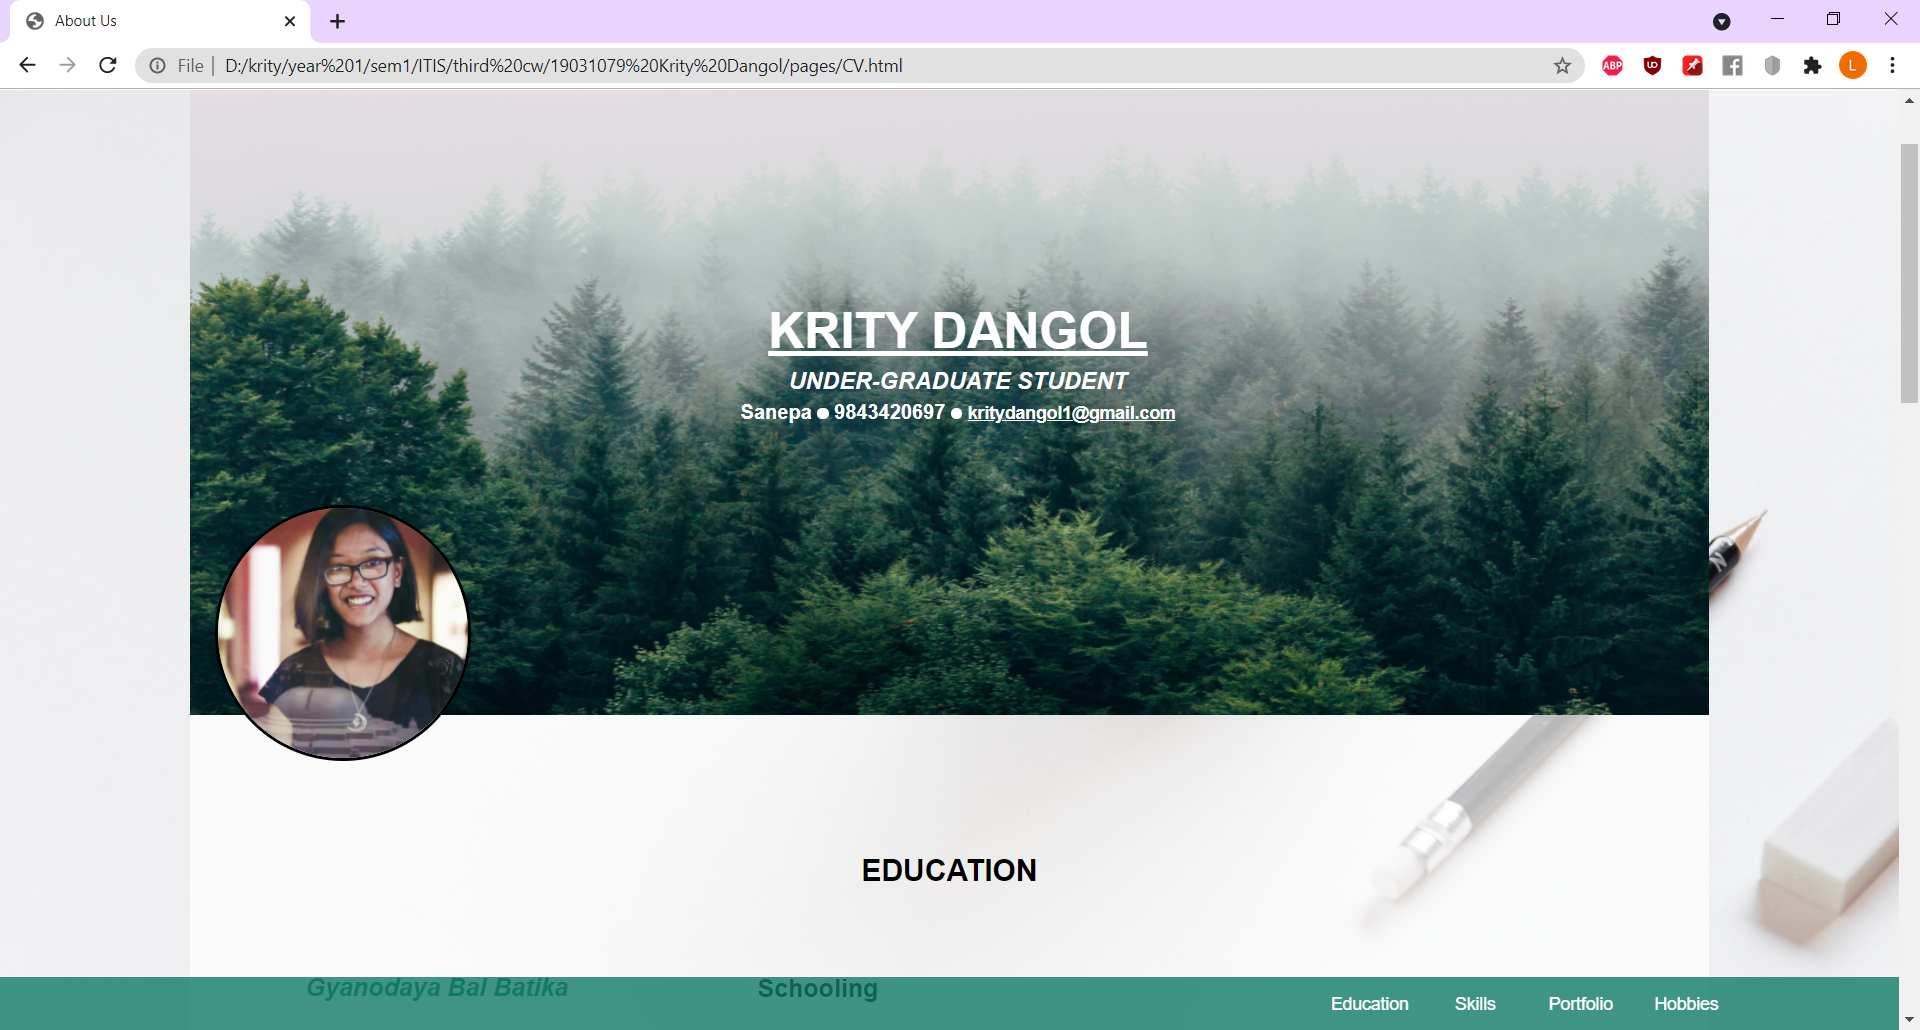 About Us
File | D:/krity/year%201/sem1/ITIS/third%20cw/19031079%20Krity%20Dangol/pages/CV.html
ABP
UO
L
KRITY DANGOL
UNDER-GRADUATE STUDENT
Sanepa ● 9843420697 ● kritydangol1@gmail.com
N
EDUCATION
Gyanodaya Bal Batika Schooling
Education Skills Portfolio Hobbies